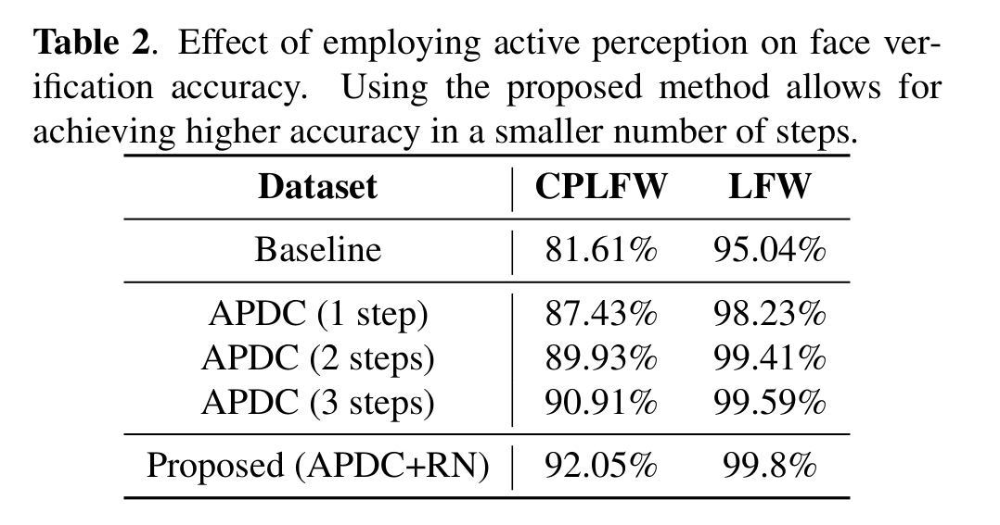 Table 2. Effect of employing active perception on face ver-
ification accuracy. Using the proposed method allows for
achieving higher accuracy in a smaller number of steps.
Dataset CPLFW LFW
Baseline 81.61% 95.04%
APDC (1 step) 87.43% 98.23%
APDC (2 steps) 89.93% 99.41%
APDC (3 steps) 90.91% 99.59%
Proposed (APDC+RN) 92.05% 99.8%